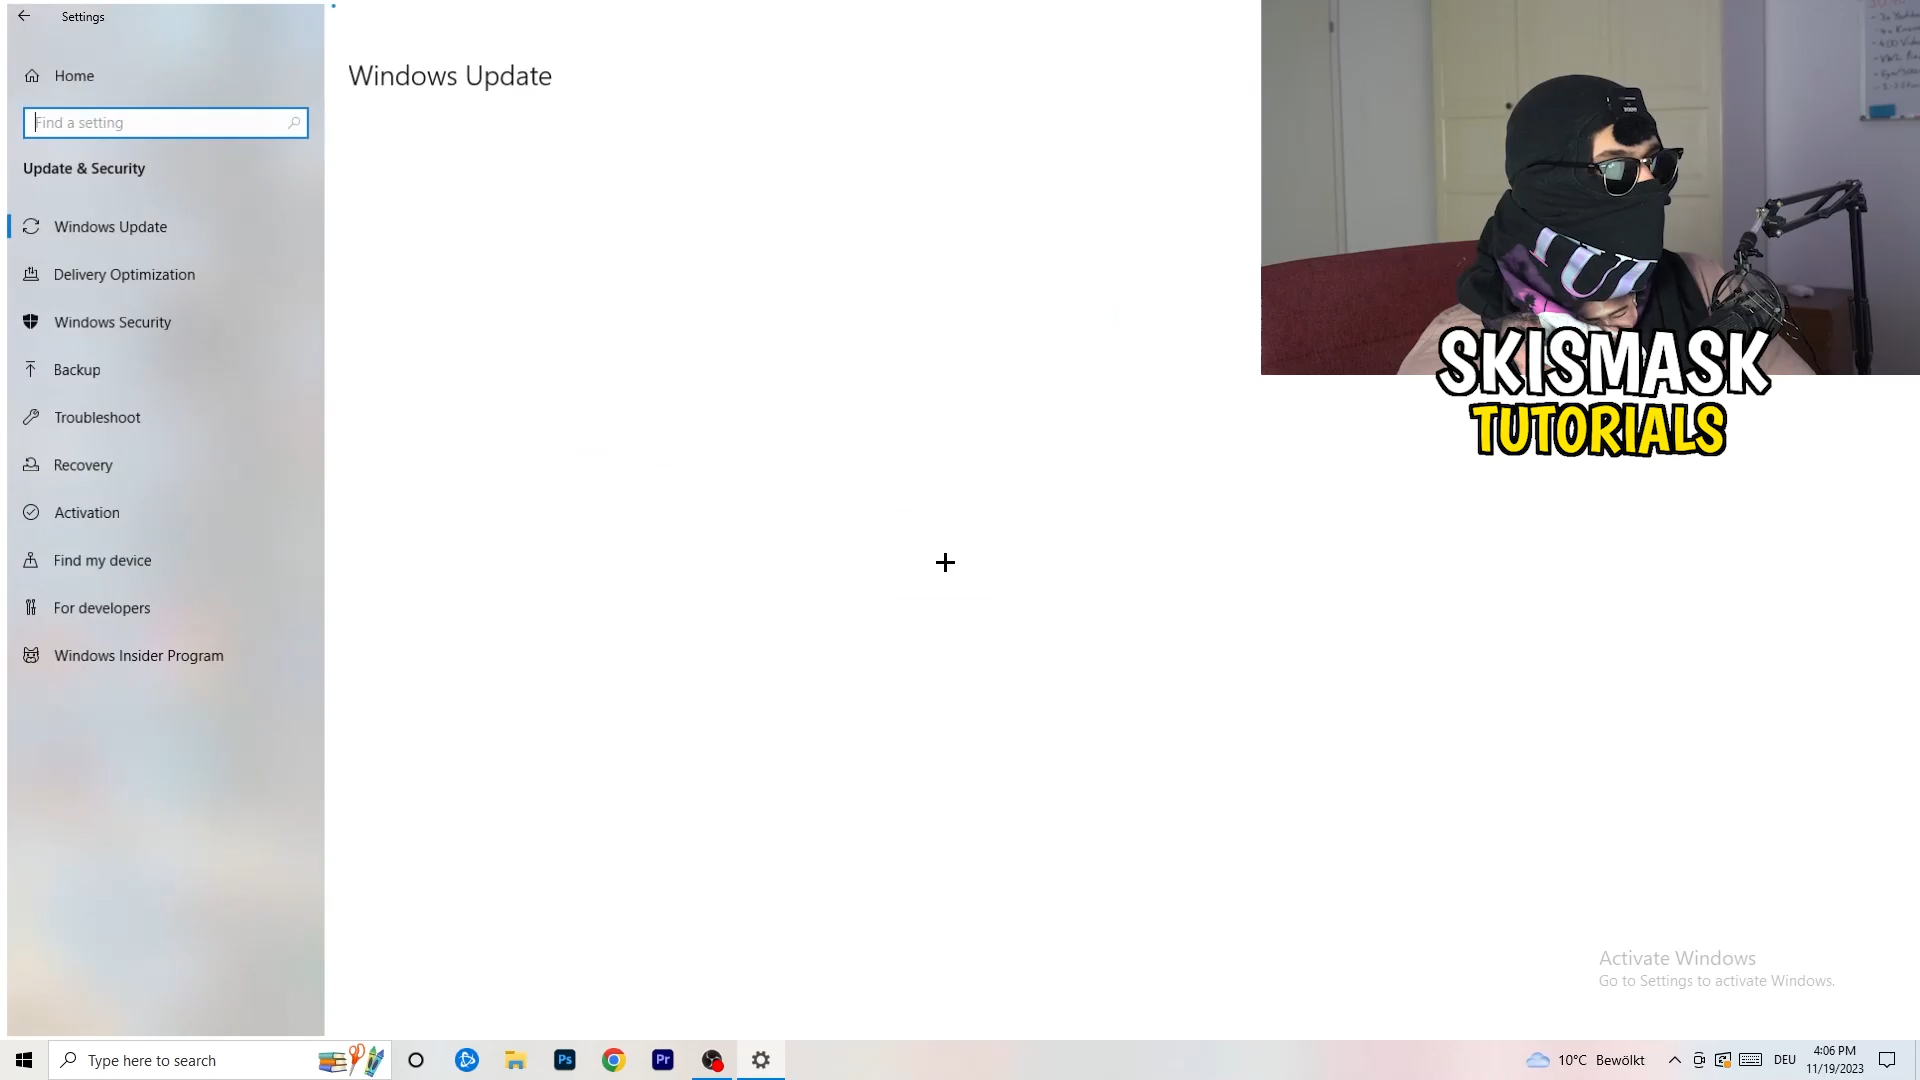 Settings
Home
Find a setting
Update & Security
Windows Update
Delivery Optimization
Windows Security
Backup
Troubleshoot
Recovery
Activation
Find my device
For developers
Windows Insider Program
Windows Update
SKISMASK
TUTORIALS
Activate Windows
Go to Settings to activate Windows.
Type here to search
Ps
Pr
10°C Bewölkt
DEU
4:06 PM
11/19/2023